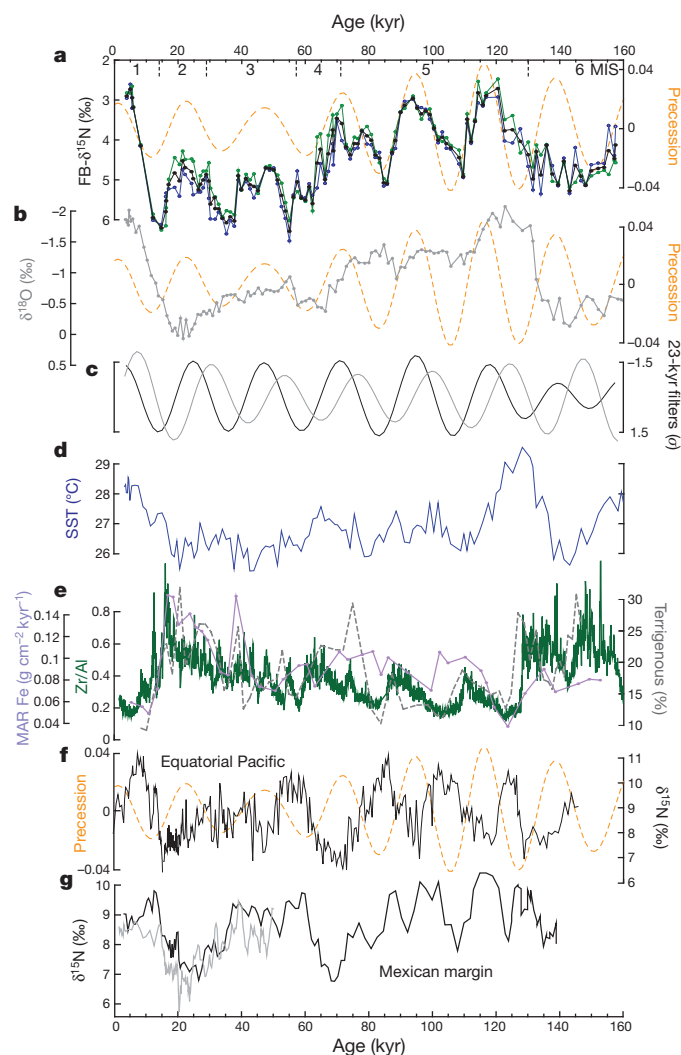 Age (kyr)
0 20 40 60 80 100 120 140 160
a
1 2 3 4 5 6 MIS
2
3
4
5
6
FB-δ15N (‰)
0.04
0
–0.04
Precession
b
–2
–1.5
–1
–0.5
0
0.5
δ18O (‰)
0.04
0
–0.04
Precession
c
–1.5
1.5
23-kyr filters (σ)
d
29
28
27
26
SST (°C)
e
0.14
0.12
0.1
0.08
0.06
0.04
MAR Fe (g cm–2 kyr–1)
0.8
0.6
0.4
0.2
0
Zr/Al
30
25
20
15
10
Terrigenous (%)
f
Equatorial Pacific
0.04
0
–0.04
Precession
11
10
9
8
7
6
δ15N (‰)
g
10
9
8
7
6
δ15N (‰)
Mexican margin
0 20 40 60 80 100 120 140 160
Age (kyr)